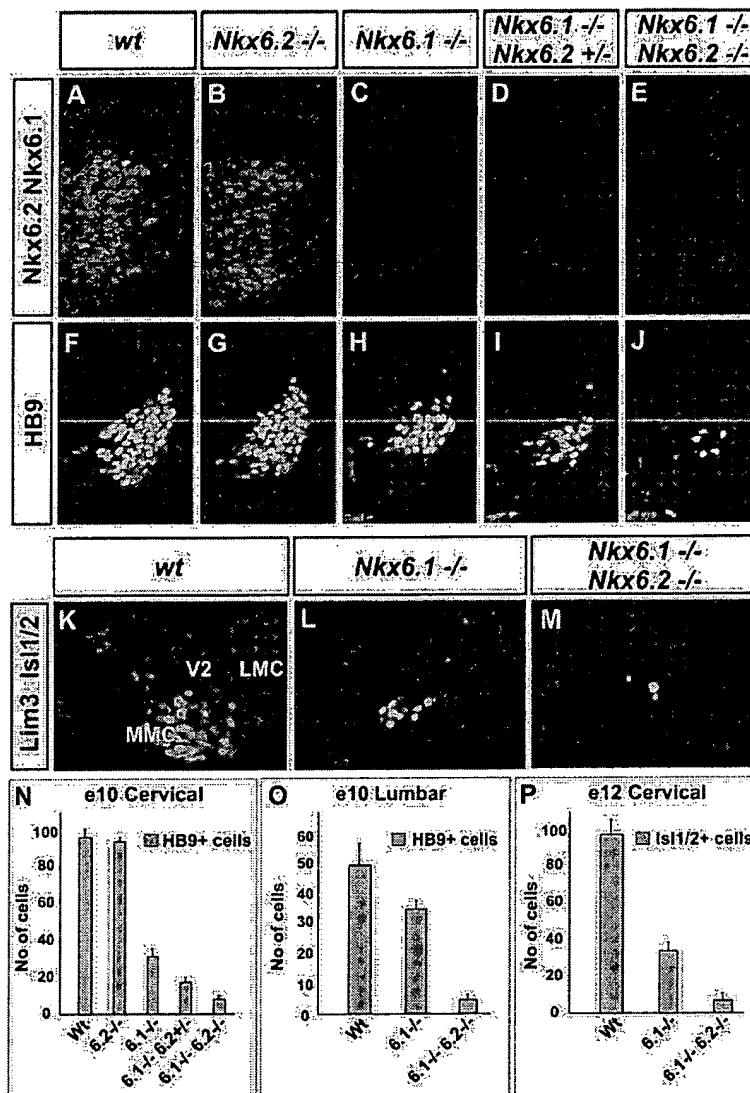 wt
Nkx6.2 -/-
Nkx6.1 -/-
Nkx6.1 -/-
Nkx6.2 +/-
Nkx6.1 -/-
Nkx6.2 -/-
Nkx6.2 Nkx6.1
A
B
C
D
E
HB9
F
G
H
I
J
wt
Nkx6.1 -/-
Nkx6.1 -/-
Nkx6.2 -/-
Lim3 Isl1/2
K
V2
LMC
MMC
L
M
N
e10 Cervical
HB9+ cells
No of cells
100
80
60
40
20
0
Wt
6.2-/-
6.1-/-
6.1-/- 6.2+/-
6.1-/- 6.2-/-
O
e10 Lumbar
HB9+ cells
No of cells
60
50
40
30
20
10
0
Wt
6.1-/-
6.1-/- 6.2-/-
P
e12 Cervical
Isl1/2+ cells
No of cells
100
80
60
40
20
0
Wt
6.1-/-
6.1-/- 6.2-/-